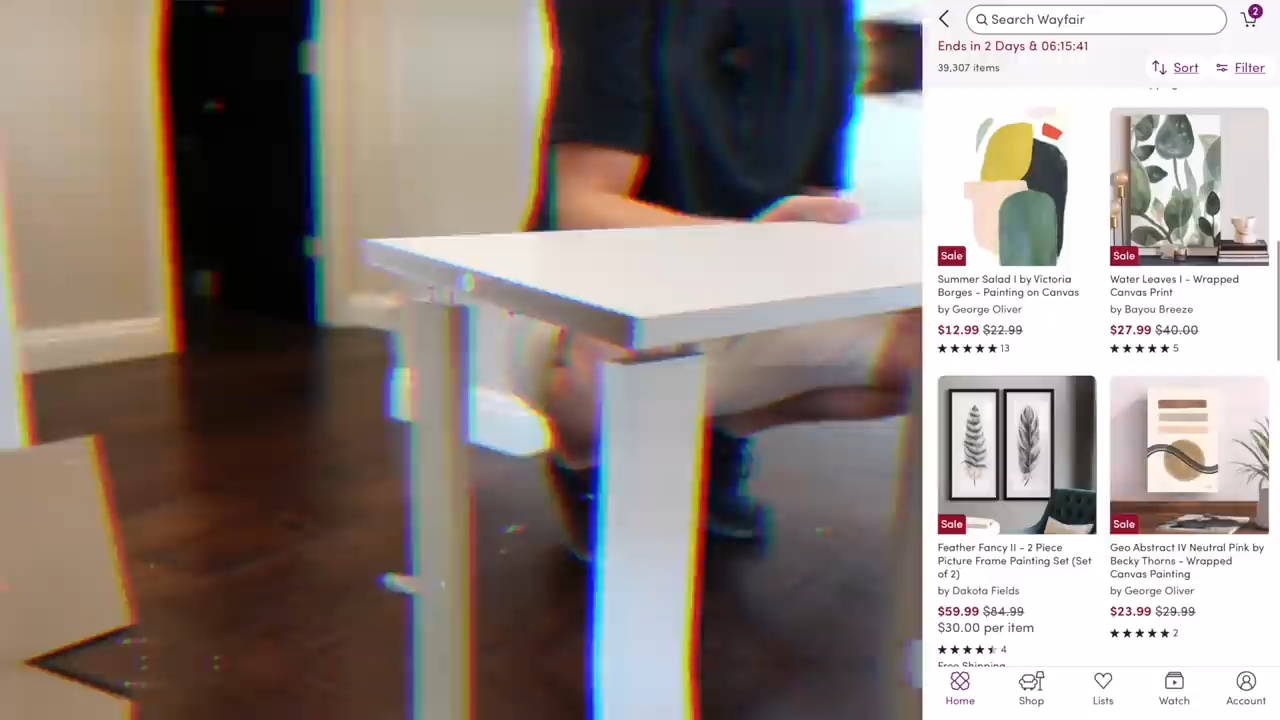 Search Wayfair
2
Ends in 2 Days & 06:15:41
39,307 items
Sort
Filter
Sale
Summer Salad I by Victoria
Borges - Painting on Canvas
by George Oliver
$12.99 $22.99
13
Sale
Water Leaves I - Wrapped
Canvas Print
by Bayou Breeze
$27.99 $40.00
5
Sale
Feather Fancy II - 2 Piece
Picture Frame Painting Set (Set
of 2)
by Dakota Fields
$59.99 $84.99
$30.00 per item
4
Free Shipping
Sale
Geo Abstract IV Neutral Pink by
Becky Thorns - Wrapped
Canvas Painting
by George Oliver
$23.99 $29.99
2
Home
Shop
Lists
Watch
Account